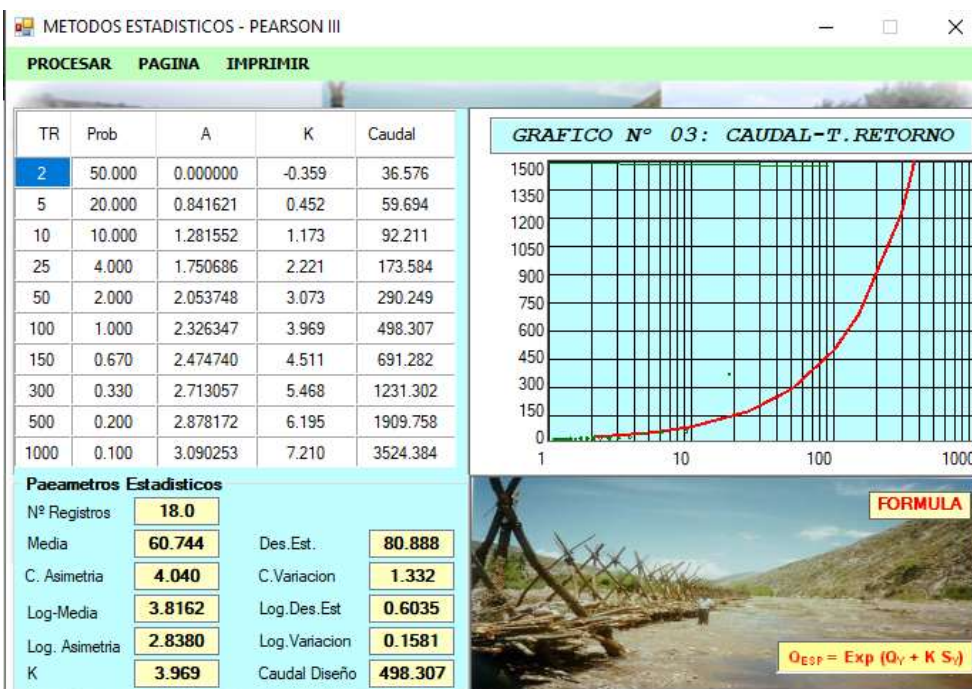 METODOS ESTADISTICOS - PEARSON III
PROCESAR PAGINA IMPRIMIR
TR Prob A K Caudal
2 50.000 0.000000 -0.359 36.576
5 20.000 0.841621 0.452 59.694
10 10.000 1.281552 1.173 92.211
25 4.000 1.750686 2.221 173.584
50 2.000 2.053748 3.073 290.249
100 1.000 2.326347 3.969 498.307
150 0.670 2.474740 4.511 691.282
300 0.330 2.713057 5.468 1231.302
500 0.200 2.878172 6.195 1909.758
1000 0.100 3.090253 7.210 3524.384
GRAFICO Nº 03: CAUDAL-T.RETORNO
1500
1350
1200
1050
900
750
600
450
300
150
0
1 10 100 1000
Paeametros Estadisticos
Nº Registros 18.0
Media 60.744 Des.Est. 80.888
C. Asimetria 4.040 C.Variacion 1.332
Log-Media 3.8162 Log.Des.Est 0.6035
Log. Asimetria 2.8380 Log.Variacion 0.1581
K 3.969 Caudal Diseño 498.307
FORMULA
QESP = Exp (QY + K SY)